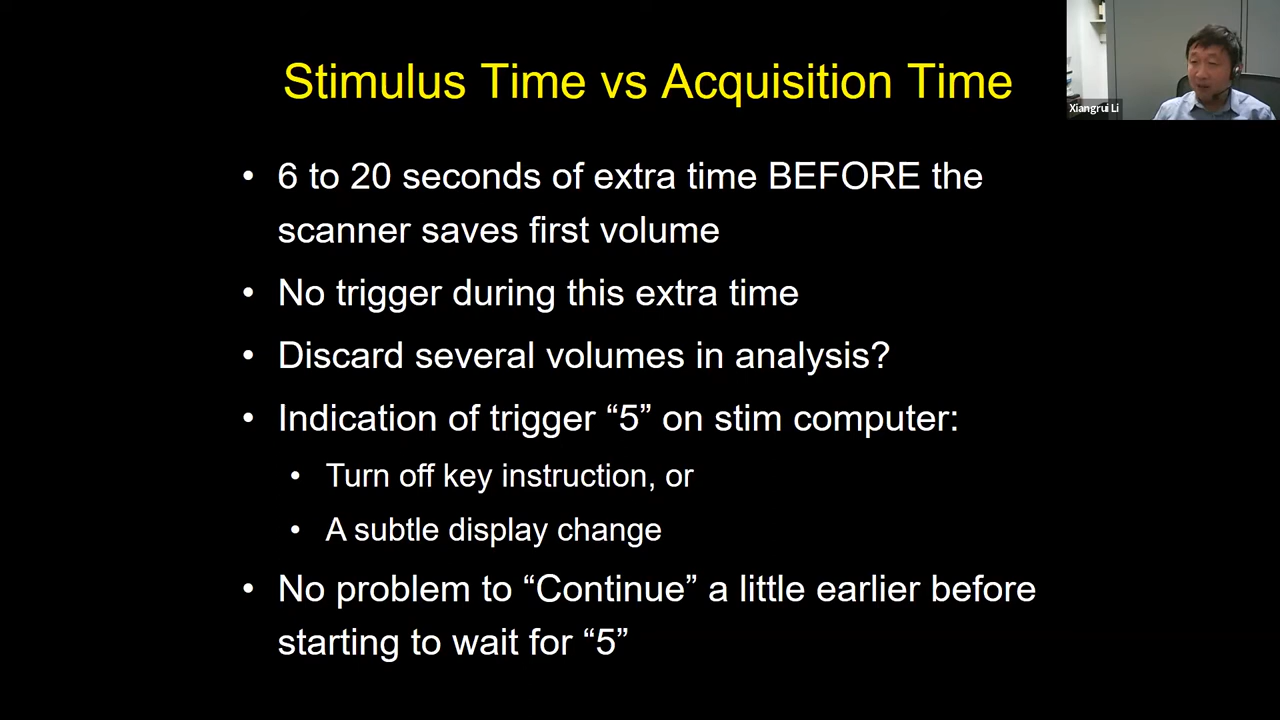 Stimulus Time vs Acquisition Time
Xiangrui Li
• 6 to 20 seconds of extra time BEFORE the
scanner saves first volume
• No trigger during this extra time
• Discard several volumes in analysis?
• Indication of trigger “5” on stim computer:
• Turn off key instruction, or
• A subtle display change
• No problem to “Continue” a little earlier before
starting to wait for “5”